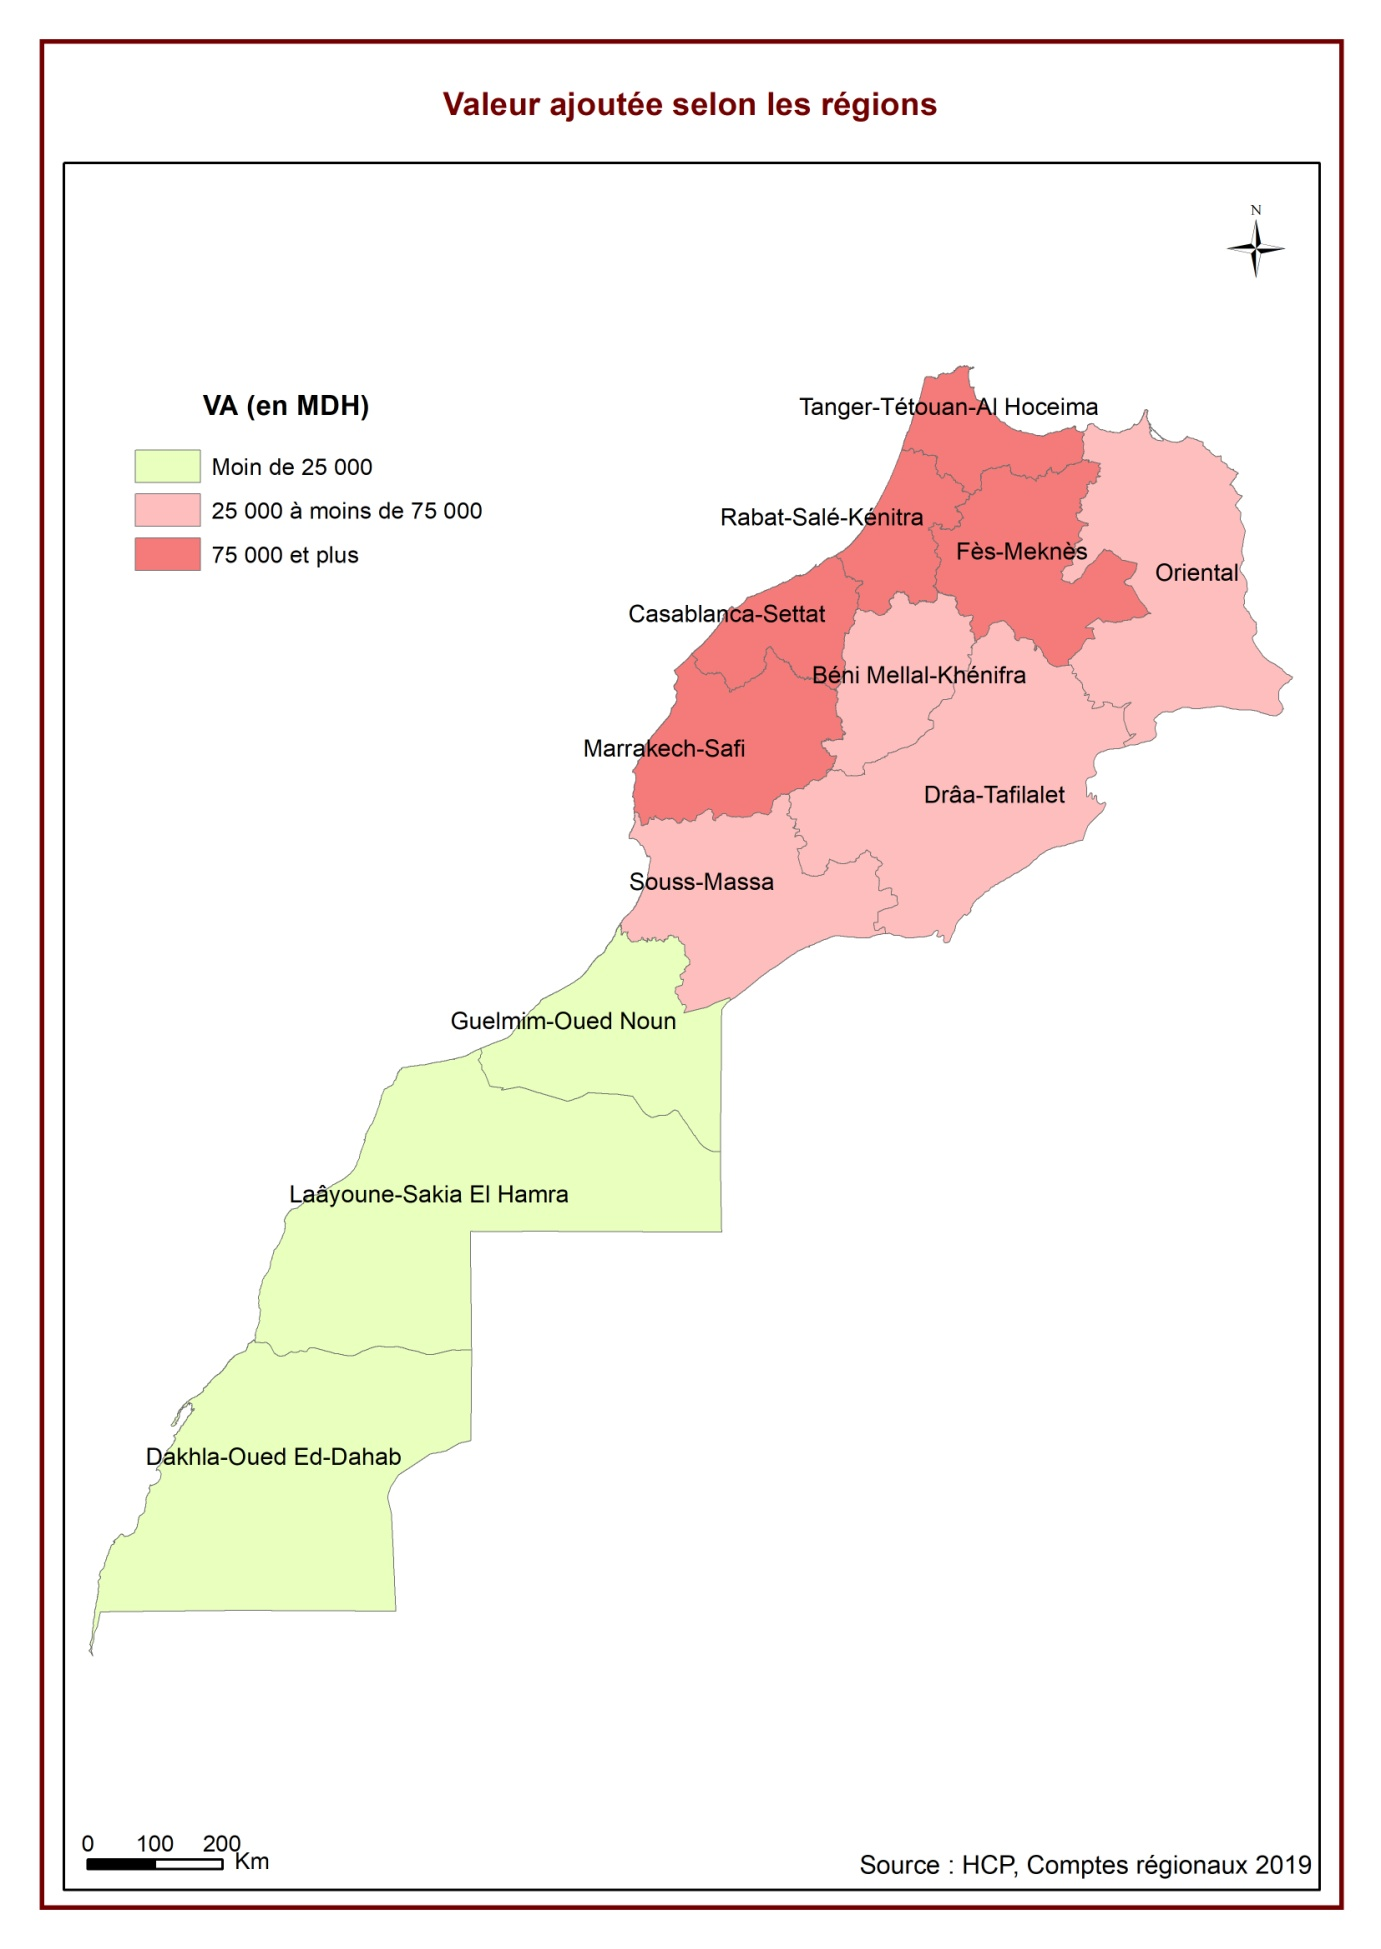 Valeur ajoutée selon les régions
N
VA (en MDH)
Moin de 25 000
25 000 à moins de 75 000
75 000 et plus
Tanger-Tétouan-Al Hoceima
Rabat-Salé-Kénitra
Fès-Meknès
Oriental
Casablanca-Settat
Béni Mellal-Khénifra
Marrakech-Safi
Drâa-Tafilalet
Souss-Massa
Guelmim-Oued Noun
Laâyoune-Sakia El Hamra
Dakhla-Oued Ed-Dahab
0 100 200
Km
Source : HCP, Comptes régionaux 2019